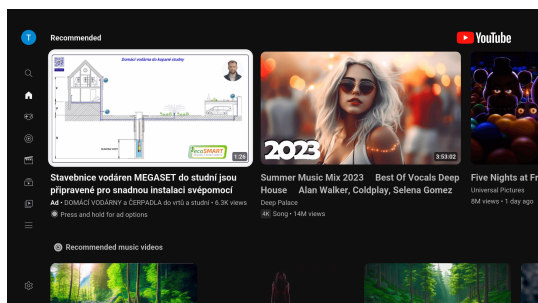 T
Recommended
YouTube
Domácí vodárna do kopané studny
ecoSMART
1:26
2023
3:53:02
Stavebnice vodáren MEGASET do studní jsou
připravené pro snadnou instalaci svépomocí
Ad • DOMÁCÍ VODÁRNY a ČERPADLA do vrtů a studní • 6.3K views
Press and hold for ad options
Summer Music Mix 2023 Best Of Vocals Deep
House Alan Walker, Coldplay, Selena Gomez
Deep Palace
4K Song • 14M views
Five Nights at Fr
Universal Pictures
8M views • 1 day ago
Recommended music videos